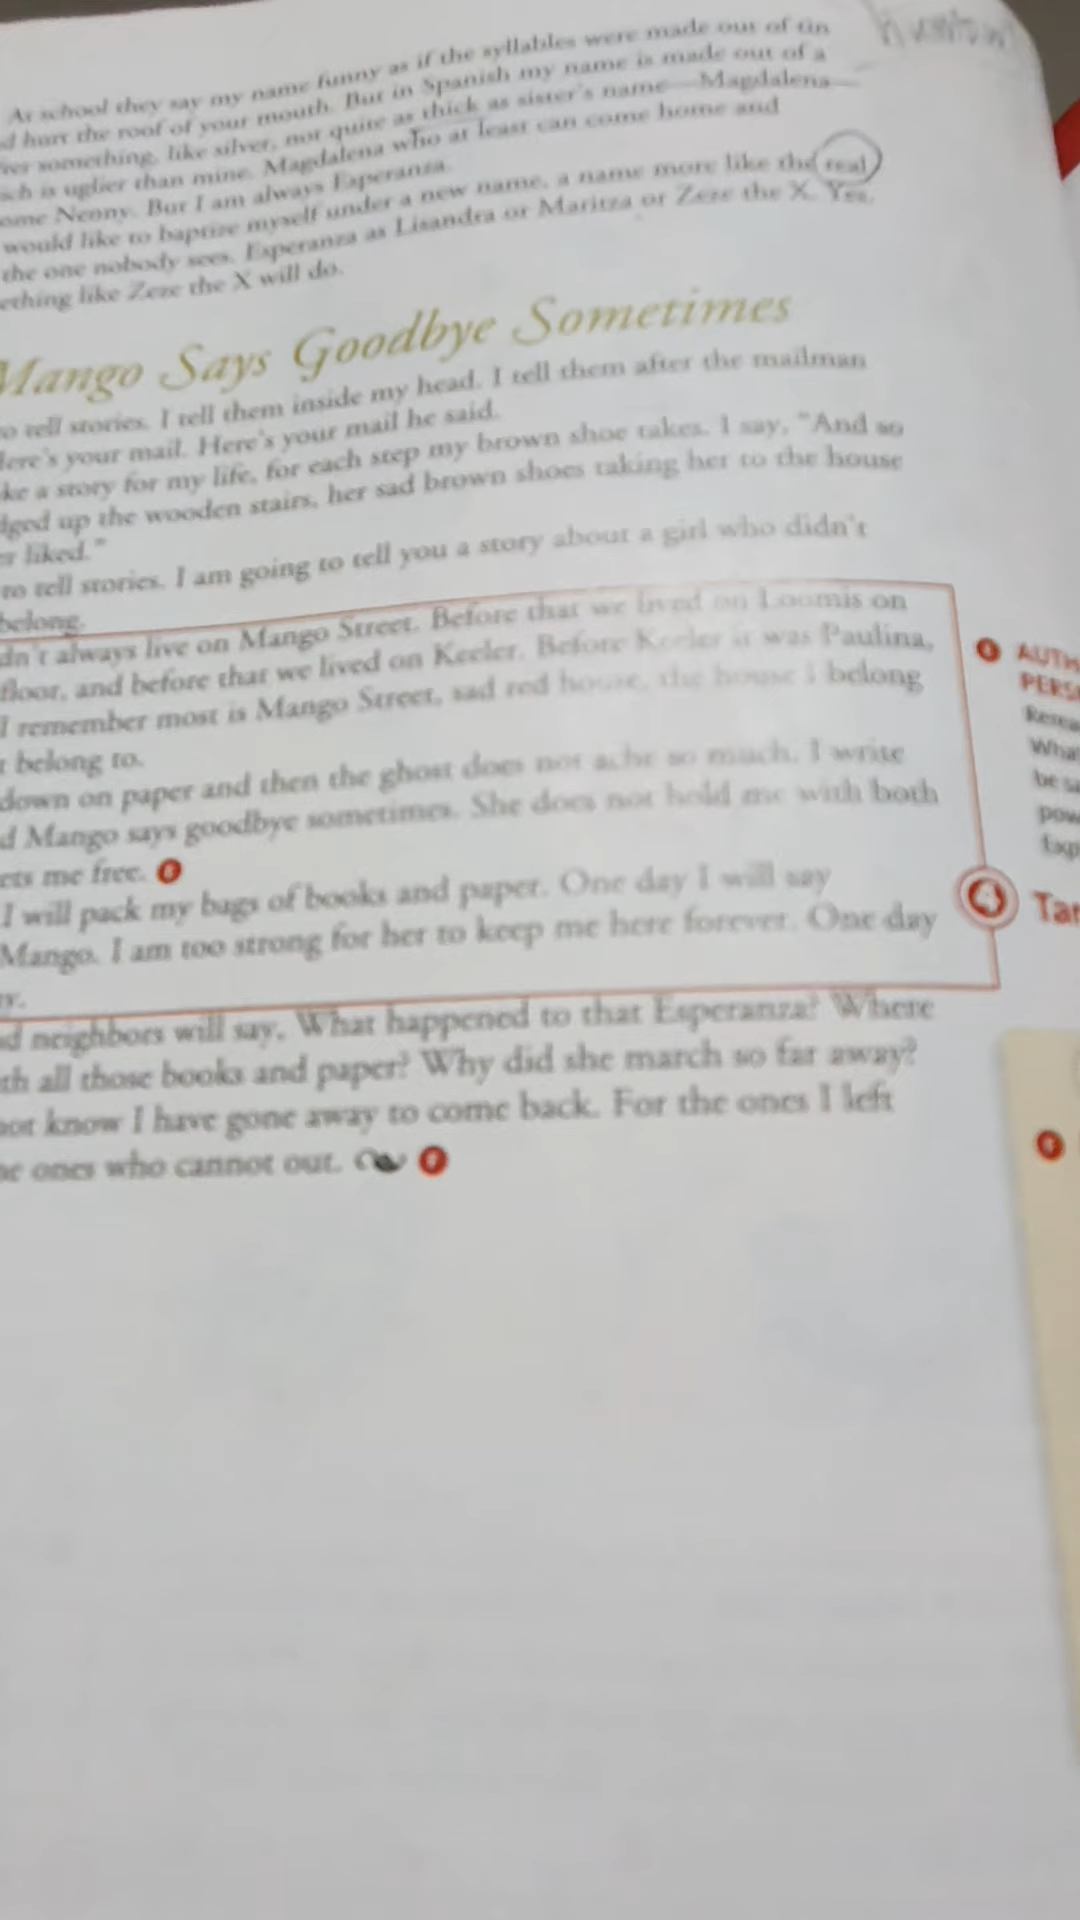 At school they say my name funny as if the syllables were made out of tin
hurt the roof of your mouth. But in Spanish my name is made out of a
something, like silver, not quite as thick as sister's name—Magdalena—
is uglier than mine. Magdalena who at least can come home and
Nenny. But I am always Esperanza.
would like to baptize myself under a new name, a name more like the real
the one nobody sees. Esperanza as Lisandra or Maritza or Zeze the X. Yes.
ething like Zeze the X will do.
Mango Says Goodbye Sometimes
to tell stories. I tell them inside my head. I tell them after the mailman
Here's your mail. Here's your mail he said.
ke a story for my life, for each step my brown shoe takes. I say, "And so
dged up the wooden stairs, her sad brown shoes taking her to the house
er liked."
to tell stories. I am going to tell you a story about a girl who didn't
belong.
dn't always live on Mango Street. Before that we lived on Loomis on
floor, and before that we lived on Keeler. Before Keeler it was Paulina,
I remember most is Mango Street, sad red house, the house I belong
t belong to.
down on paper and then the ghost does not ache so much. I write
d Mango says goodbye sometimes. She does not hold me with both
ets me free.
I will pack my bags of books and paper. One day I will say
Mango. I am too strong for her to keep me here forever. One day
y.
d neighbors will say, What happened to that Esperanza? Where
th all those books and paper? Why did she march so far away?
not know I have gone away to come back. For the ones I left
he ones who cannot out. F
AUTH
PERS
What
be sa
pow
Exp
4 Tar